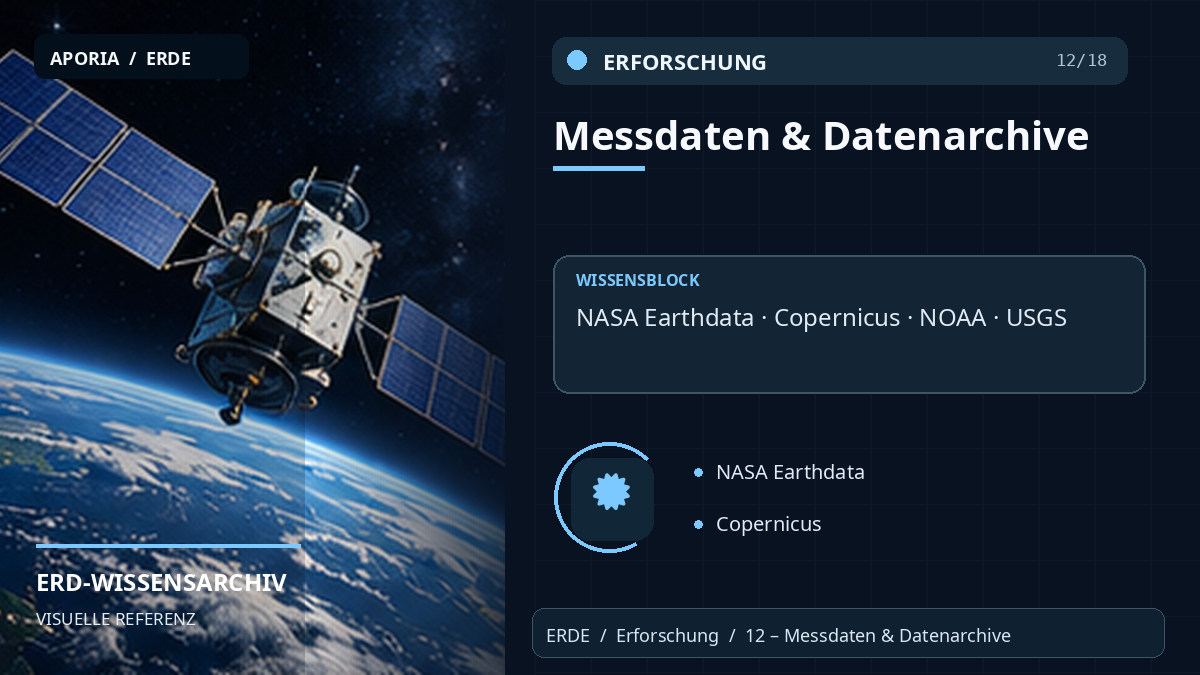 APORIA / ERDE
ERD-WISSENSARCHIV
VISUELLE REFERENZ
ERFORSCHUNG
12/18
Messdaten & Datenarchive
WISSENSBLOCK
NASA Earthdata · Copernicus · NOAA · USGS
NASA Earthdata
Copernicus
ERDE / Erforschung / 12 – Messdaten & Datenarchive